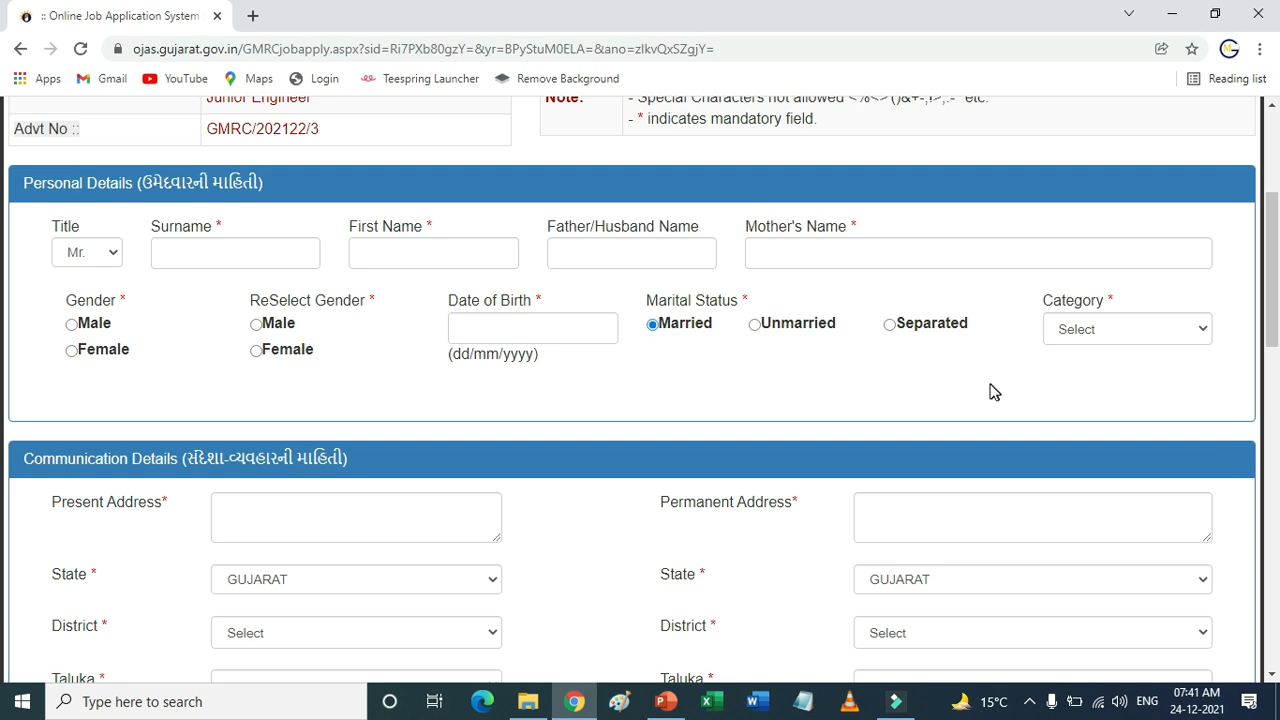 :: Online Job Application System
ojas.gujarat.gov.in/GMRCjobapply.aspx?sid=Ri7PXb80gzY=&yr=BPyStuM0ELA=&ano=zlkvQxSZgjY=
Apps Gmail YouTube Maps Login Teespring Launcher Remove Background Reading list
Junior Engineer Note: - Special Characters not allowed
Advt No :: GMRC/202122/3 - * indicates mandatory field.
Personal Details (ઉમેદવારની માહિતી)
Title Surname * First Name * Father/Husband Name Mother's Name *
Mr.
Gender * ReSelect Gender * Date of Birth * Marital Status * Category *
Male Male Married Unmarried Separated Select
Female Female (dd/mm/yyyy)
Communication Details (સંદેશા-વ્યવહારની માહિતી)
Present Address* Permanent Address*
State * GUJARAT State * GUJARAT
District * Select District * Select
Taluka * Taluka *
Type here to search 15°C ENG 07:41 AM
24-12-2021